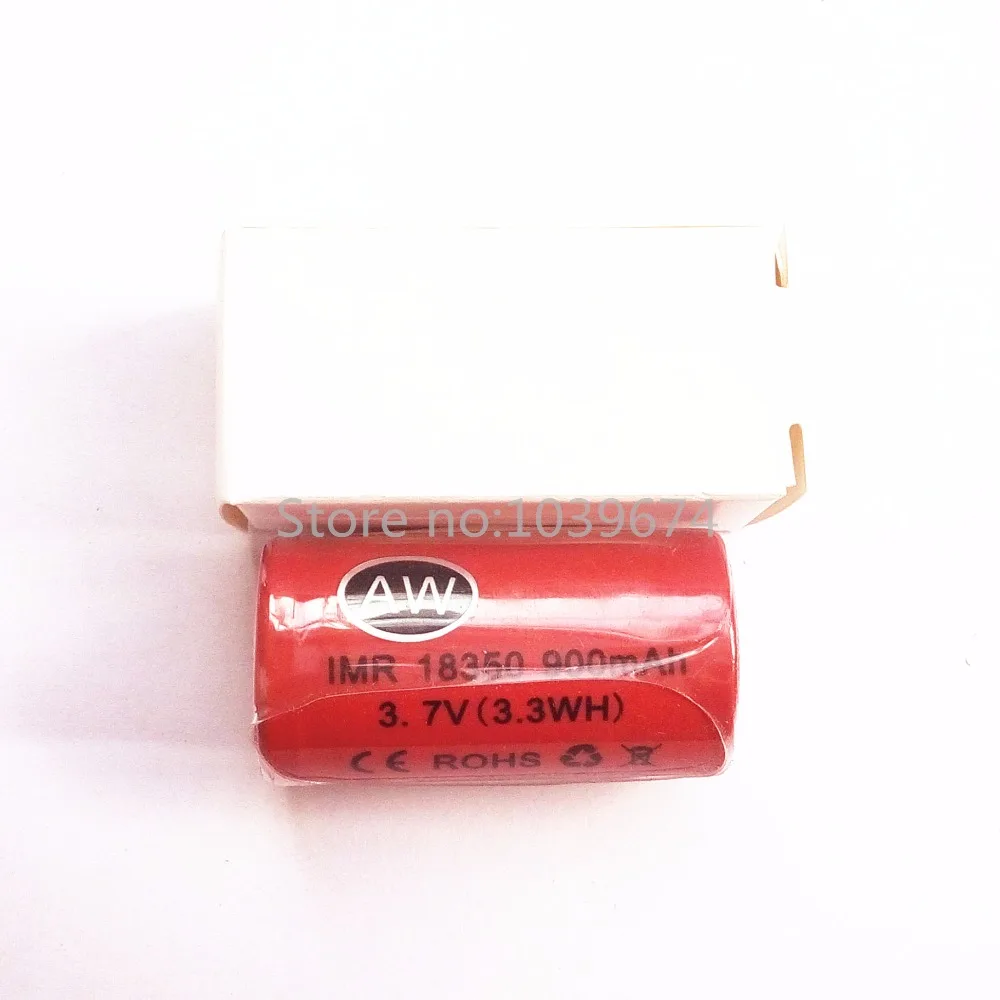 Store no:1039674
AW
IMR 18350 900mAH
3.7V(3.3WH)
CE ROHS